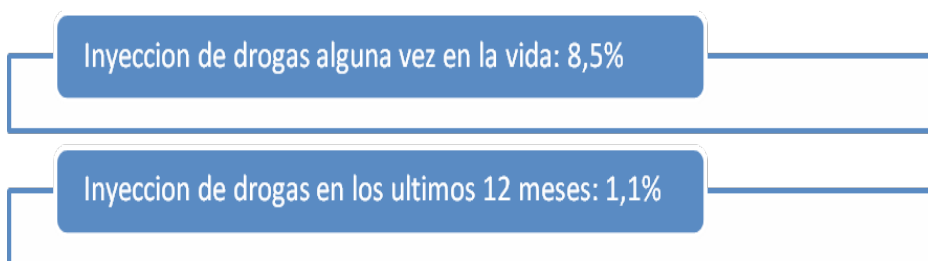 Inyeccion de drogas alguna vez en la vida: 8,5%
Inyeccion de drogas en los ultimos 12 meses: 1,1%